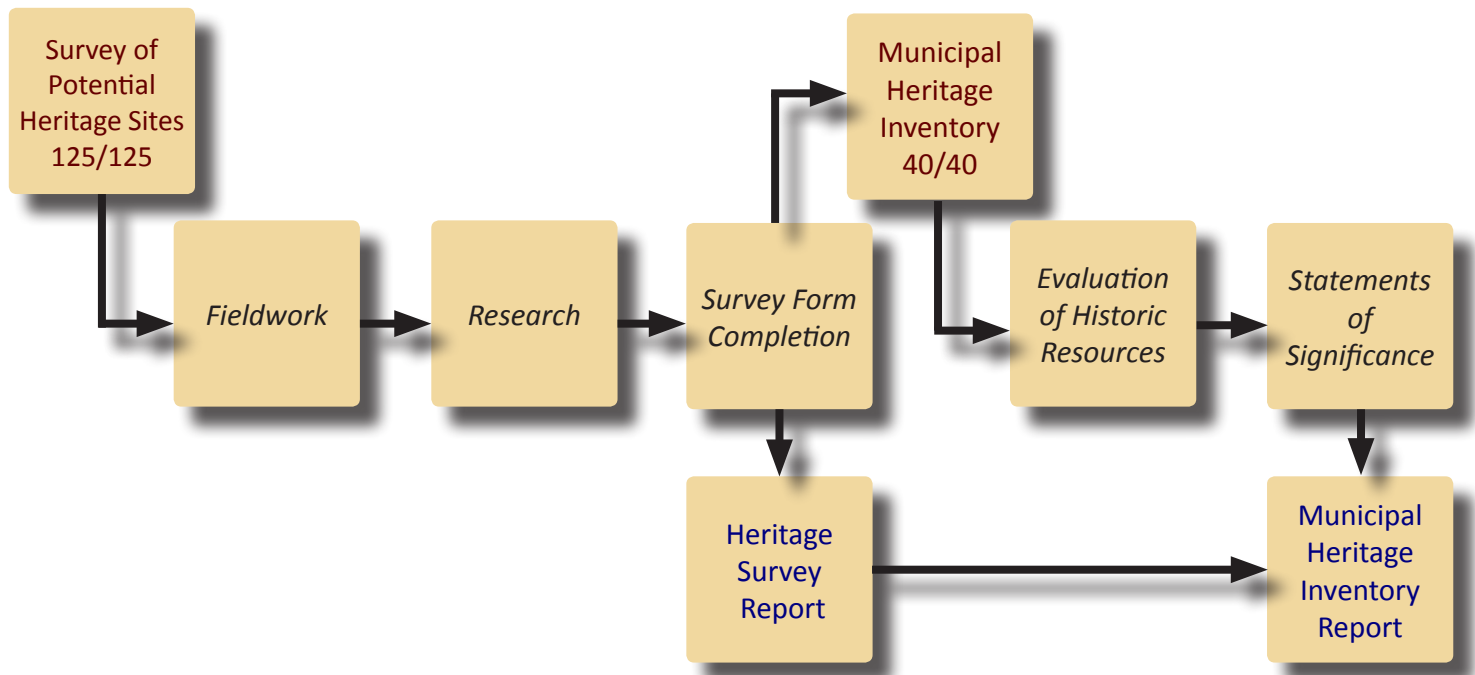 Survey of
Potential
Heritage Sites
125/125
Municipal
Heritage
Inventory
40/40
Fieldwork
Research
Survey Form
Completion
Evaluation
of Historic
Resources
Statements
of
Significance
Heritage
Survey
Report
Municipal
Heritage
Inventory
Report